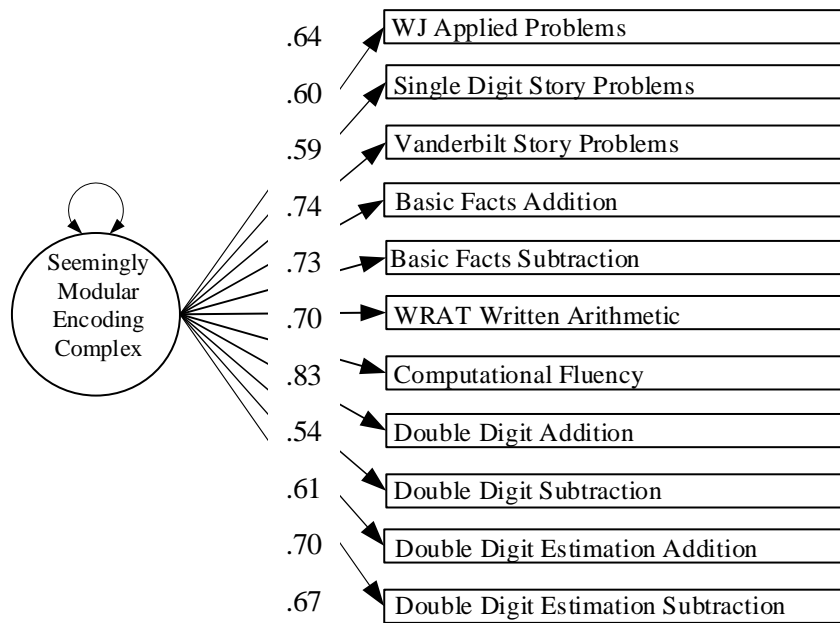 .64
WJ Applied Problems
.60
Single Digit Story Problems
.59
Vanderbilt Story Problems
.74
Basic Facts Addition
.73
Basic Facts Subtraction
.70
WRAT Written Arithmetic
.83
Computational Fluency
.54
Double Digit Addition
.61
Double Digit Subtraction
.70
Double Digit Estimation Addition
.67
Double Digit Estimation Subtraction
Seemingly
Modular
Encoding
Complex